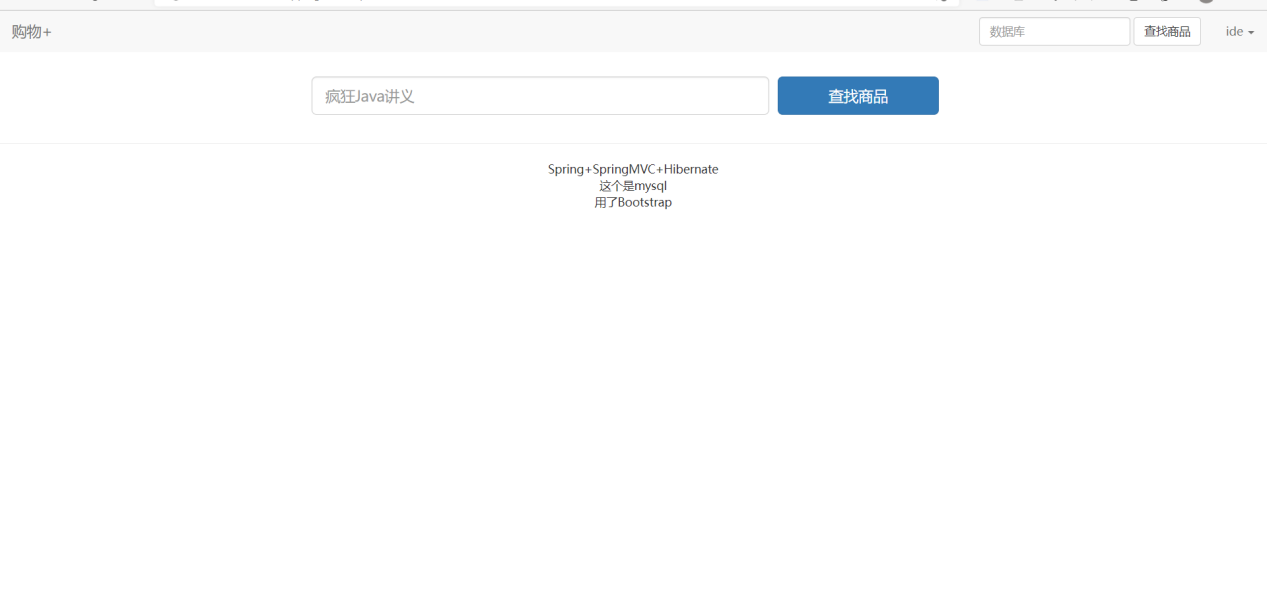 购物+
数据库
查找商品
ide
疯狂Java讲义
查找商品
Spring+SpringMVC+Hibernate
这个是mysql
用了Bootstrap